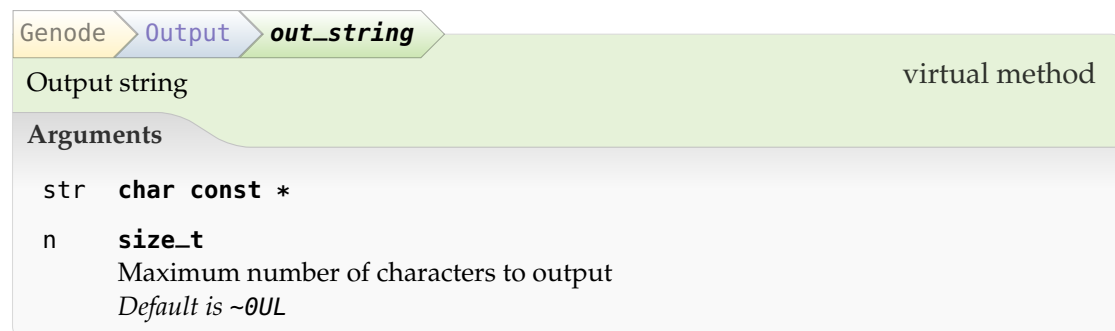 Genode Output out_string
Output string virtual method
Arguments
str char const *
n size_t
Maximum number of characters to output
Default is ~0UL